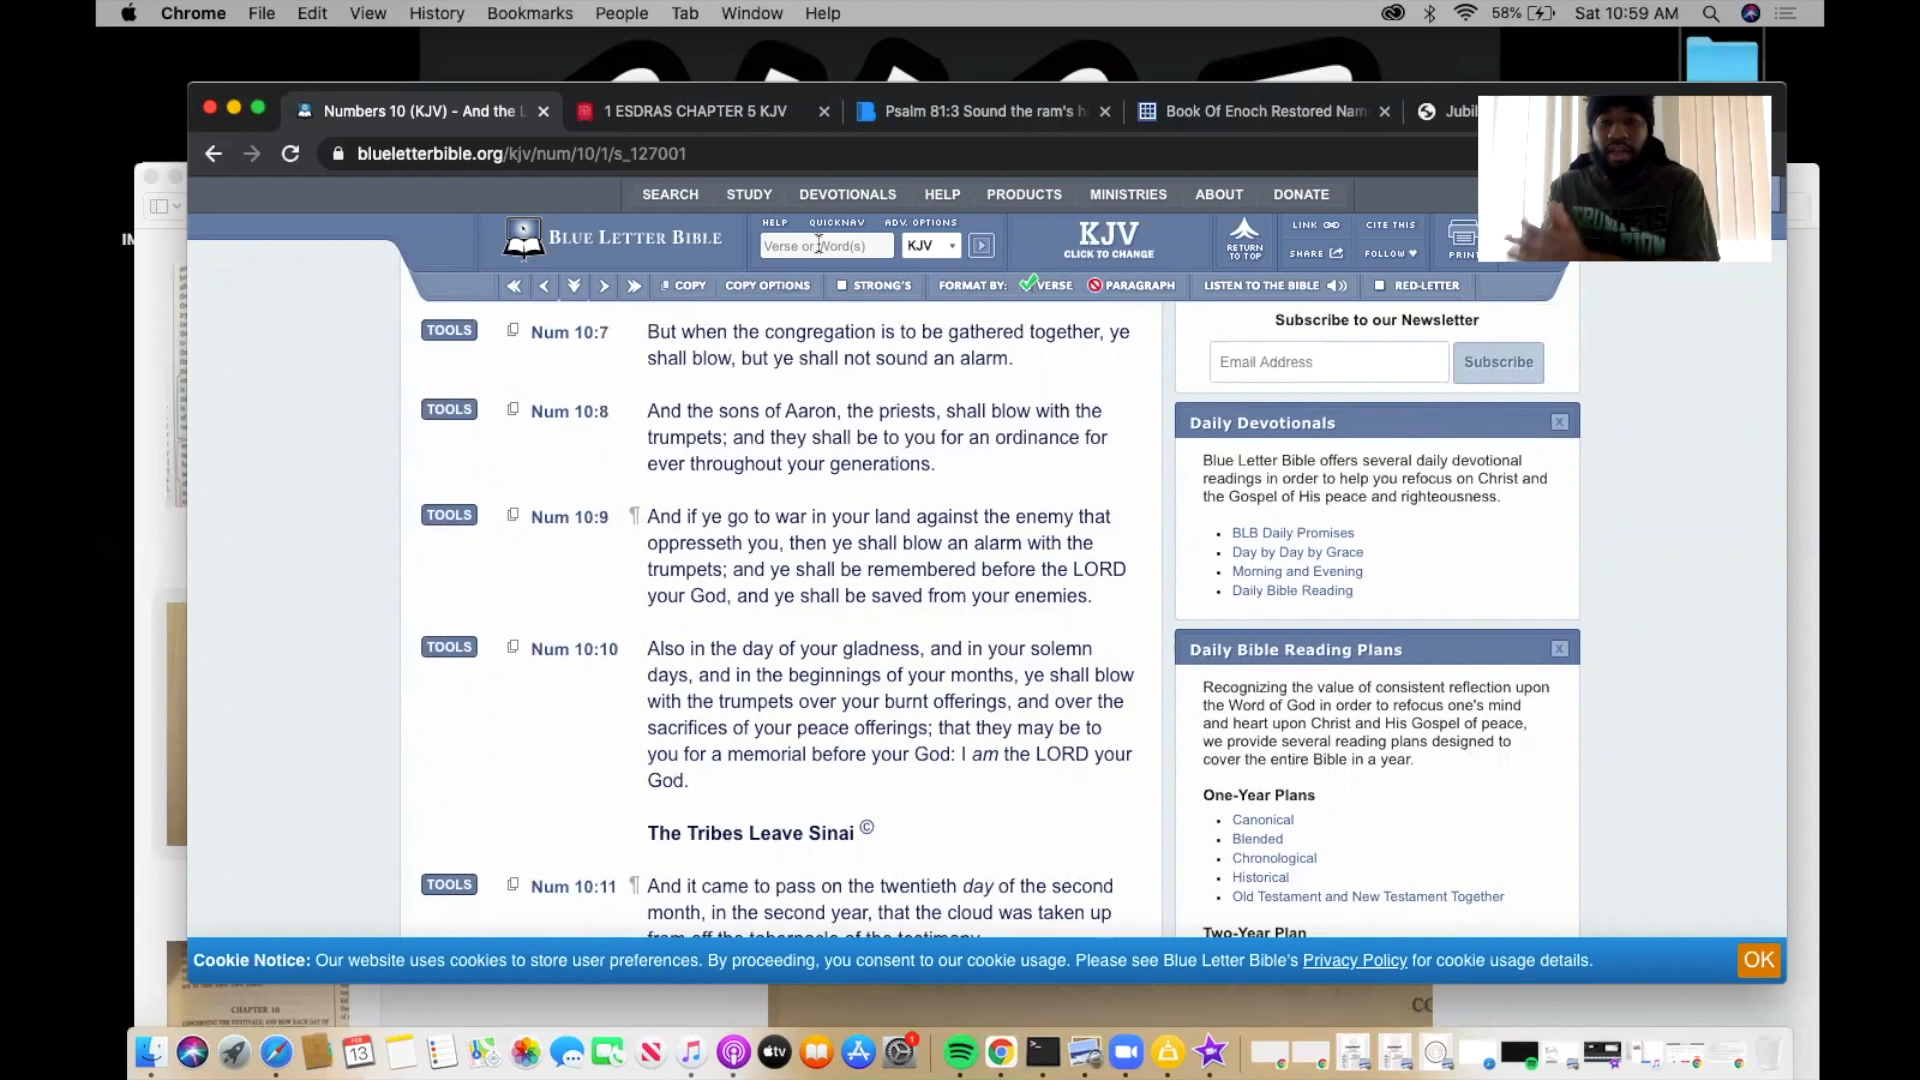 Chrome File Edit View History Bookmarks People Tab Window Help
58% Sat 10:59 AM
Numbers 10 (KJV) - And the L
1 ESDRAS CHAPTER 5 KJV
Psalm 81:3 Sound the ram's h
Book Of Enoch Restored Nam
Jubil
blueletterbible.org/kjv/num/10/1/s_127001
SEARCH STUDY DEVOTIONALS HELP PRODUCTS MINISTRIES ABOUT DONATE
HELP QUICKNAV ADV. OPTIONS
BLUE LETTER BIBLE
Verse or Word(s)
KJV
KJV
CLICK TO CHANGE
RETURN
TO TOP
LINK
CITE THIS
SHARE
FOLLOW
PRINT
COPY COPY OPTIONS STRONG'S FORMAT BY: VERSE PARAGRAPH LISTEN TO THE BIBLE RED-LETTER
TOOLS Num 10:7 But when the congregation is to be gathered together, ye
shall blow, but ye shall not sound an alarm.
TOOLS Num 10:8 And the sons of Aaron, the priests, shall blow with the
trumpets; and they shall be to you for an ordinance for
ever throughout your generations.
TOOLS Num 10:9 ¶ And if ye go to war in your land against the enemy that
oppresseth you, then ye shall blow an alarm with the
trumpets; and ye shall be remembered before the LORD
your God, and ye shall be saved from your enemies.
TOOLS Num 10:10 Also in the day of your gladness, and in your solemn
days, and in the beginnings of your months, ye shall blow
with the trumpets over your burnt offerings, and over the
sacrifices of your peace offerings; that they may be to
you for a memorial before your God: I am the LORD your
God.
The Tribes Leave Sinai ©
TOOLS Num 10:11 ¶ And it came to pass on the twentieth day of the second
month, in the second year, that the cloud was taken up
from off the tabernacle of the testimony.
Subscribe to our Newsletter
Email Address
Subscribe
Daily Devotionals
X
Blue Letter Bible offers several daily devotional
readings in order to help you refocus on Christ and
the Gospel of His peace and righteousness.
BLB Daily Promises
Day by Day by Grace
Morning and Evening
Daily Bible Reading
Daily Bible Reading Plans
X
Recognizing the value of consistent reflection upon
the Word of God in order to refocus one's mind
and heart upon Christ and His Gospel of peace,
we provide several reading plans designed to
cover the entire Bible in a year.
One-Year Plans
Canonical
Blended
Chronological
Historical
Old Testament and New Testament Together
Two-Year Plan
Cookie Notice: Our website uses cookies to store user preferences. By proceeding, you consent to our cookie usage. Please see Blue Letter Bible's Privacy Policy for cookie usage details.
OK
CHAPTER 10
FEB
13
tv
1